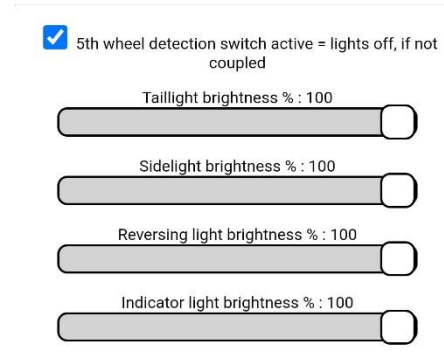 5th wheel detection switch active = lights off, if not
coupled
Taillight brightness % : 100
Sidelight brightness % : 100
Reversing light brightness % : 100
Indicator light brightness % : 100